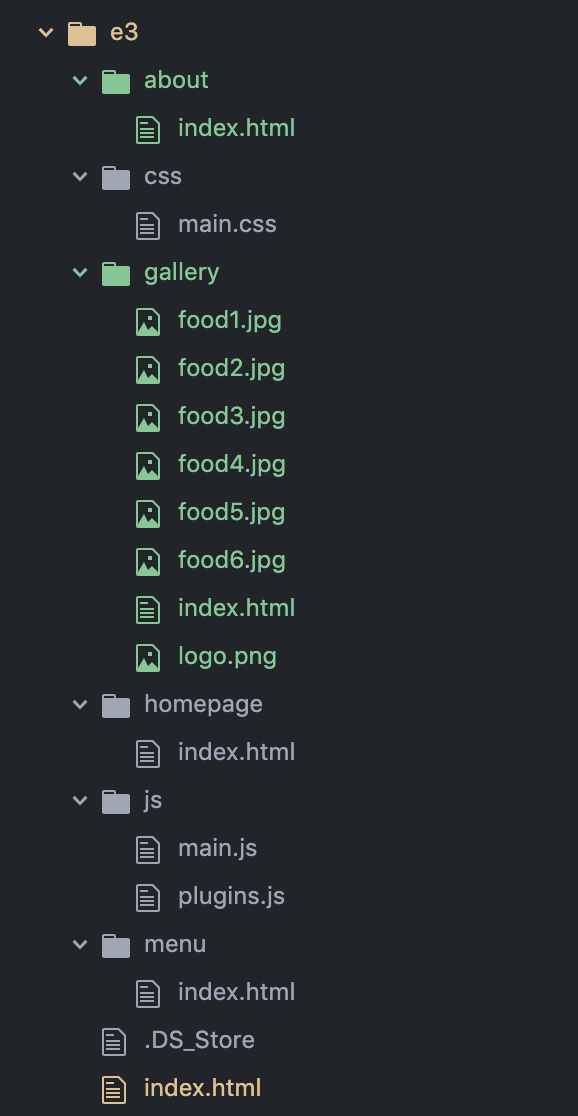 e3
about
index.html
css
main.css
gallery
food1.jpg
food2.jpg
food3.jpg
food4.jpg
food5.jpg
food6.jpg
index.html
logo.png
homepage
index.html
js
main.js
plugins.js
menu
index.html
.DS_Store
index.html